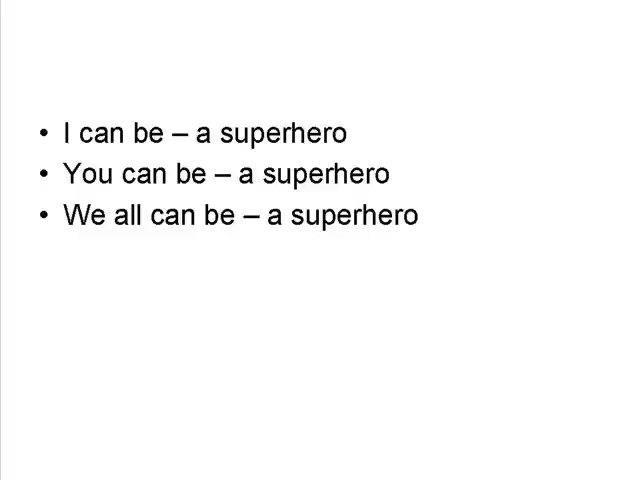 • I can be – a superhero
• You can be – a superhero
• We all can be – a superhero